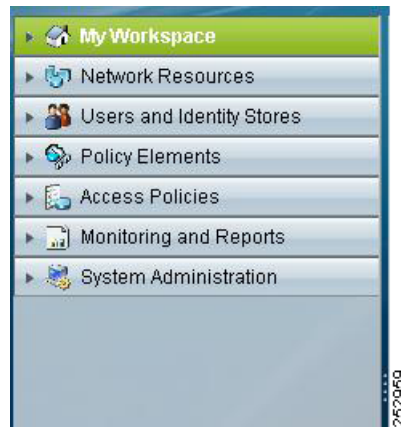 My Workspace
Network Resources
Users and Identity Stores
Policy Elements
Access Policies
Monitoring and Reports
System Administration
252959